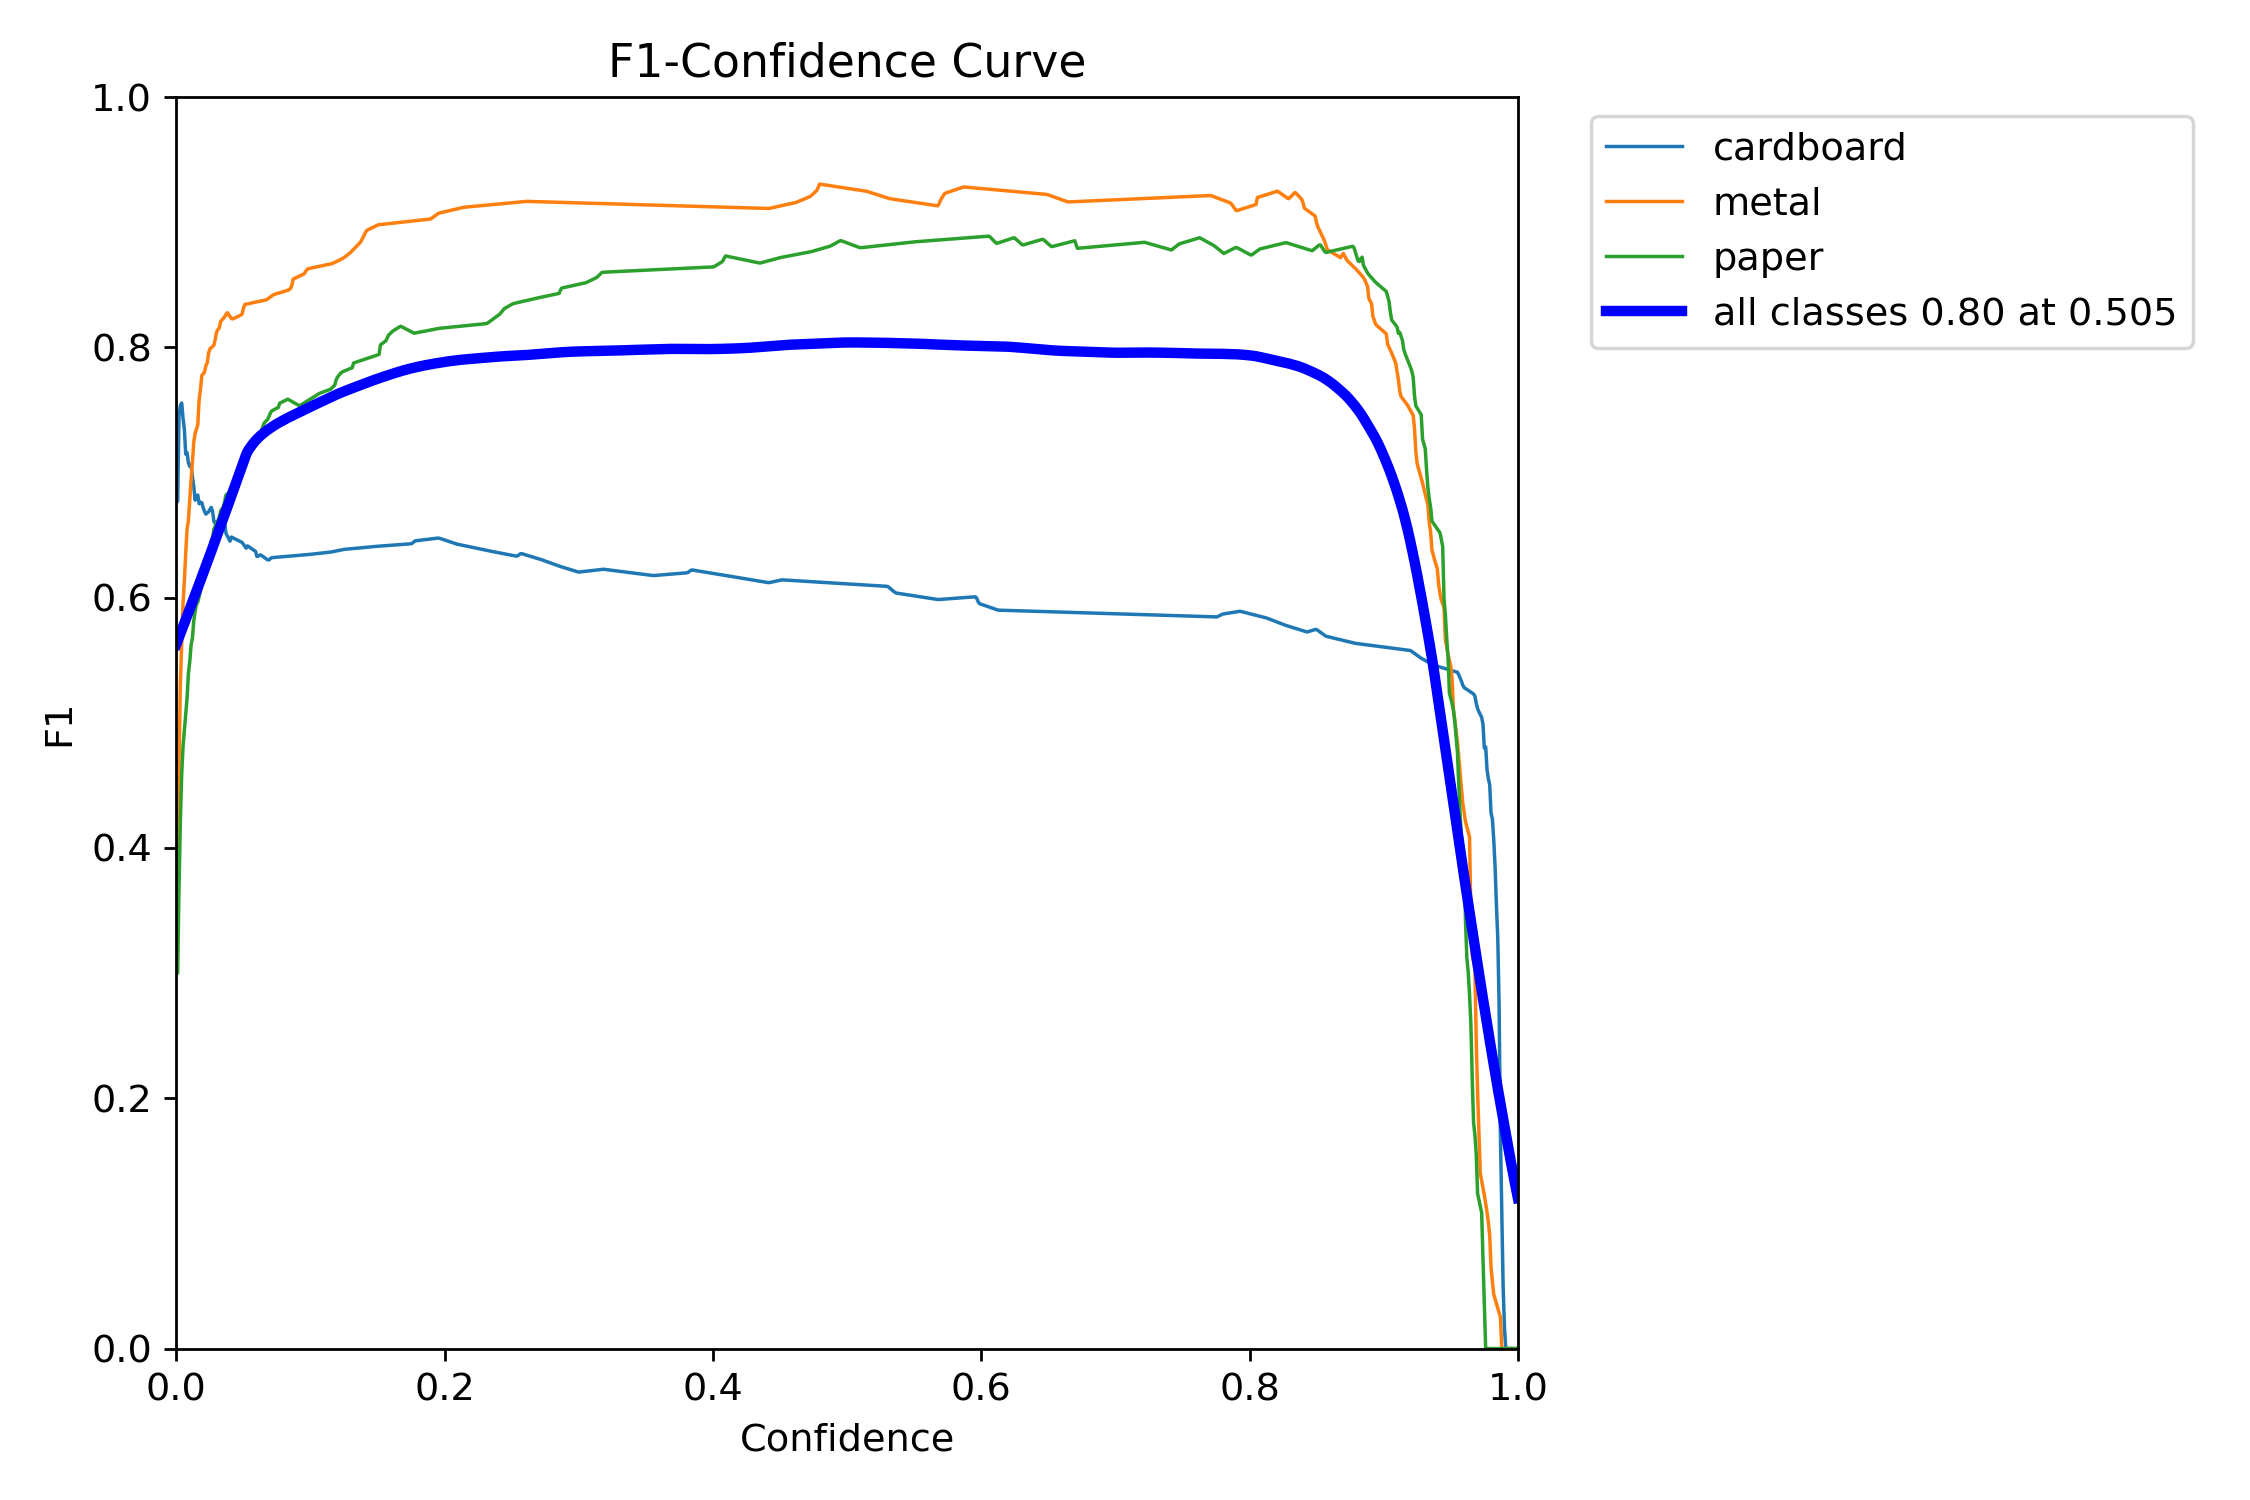 F1-Confidence Curve
1.0
0.8
0.6
0.4
0.2
0.0
F1
0.0 0.2 0.4 0.6 0.8 1.0
Confidence
cardboard
metal
paper
all classes 0.80 at 0.505